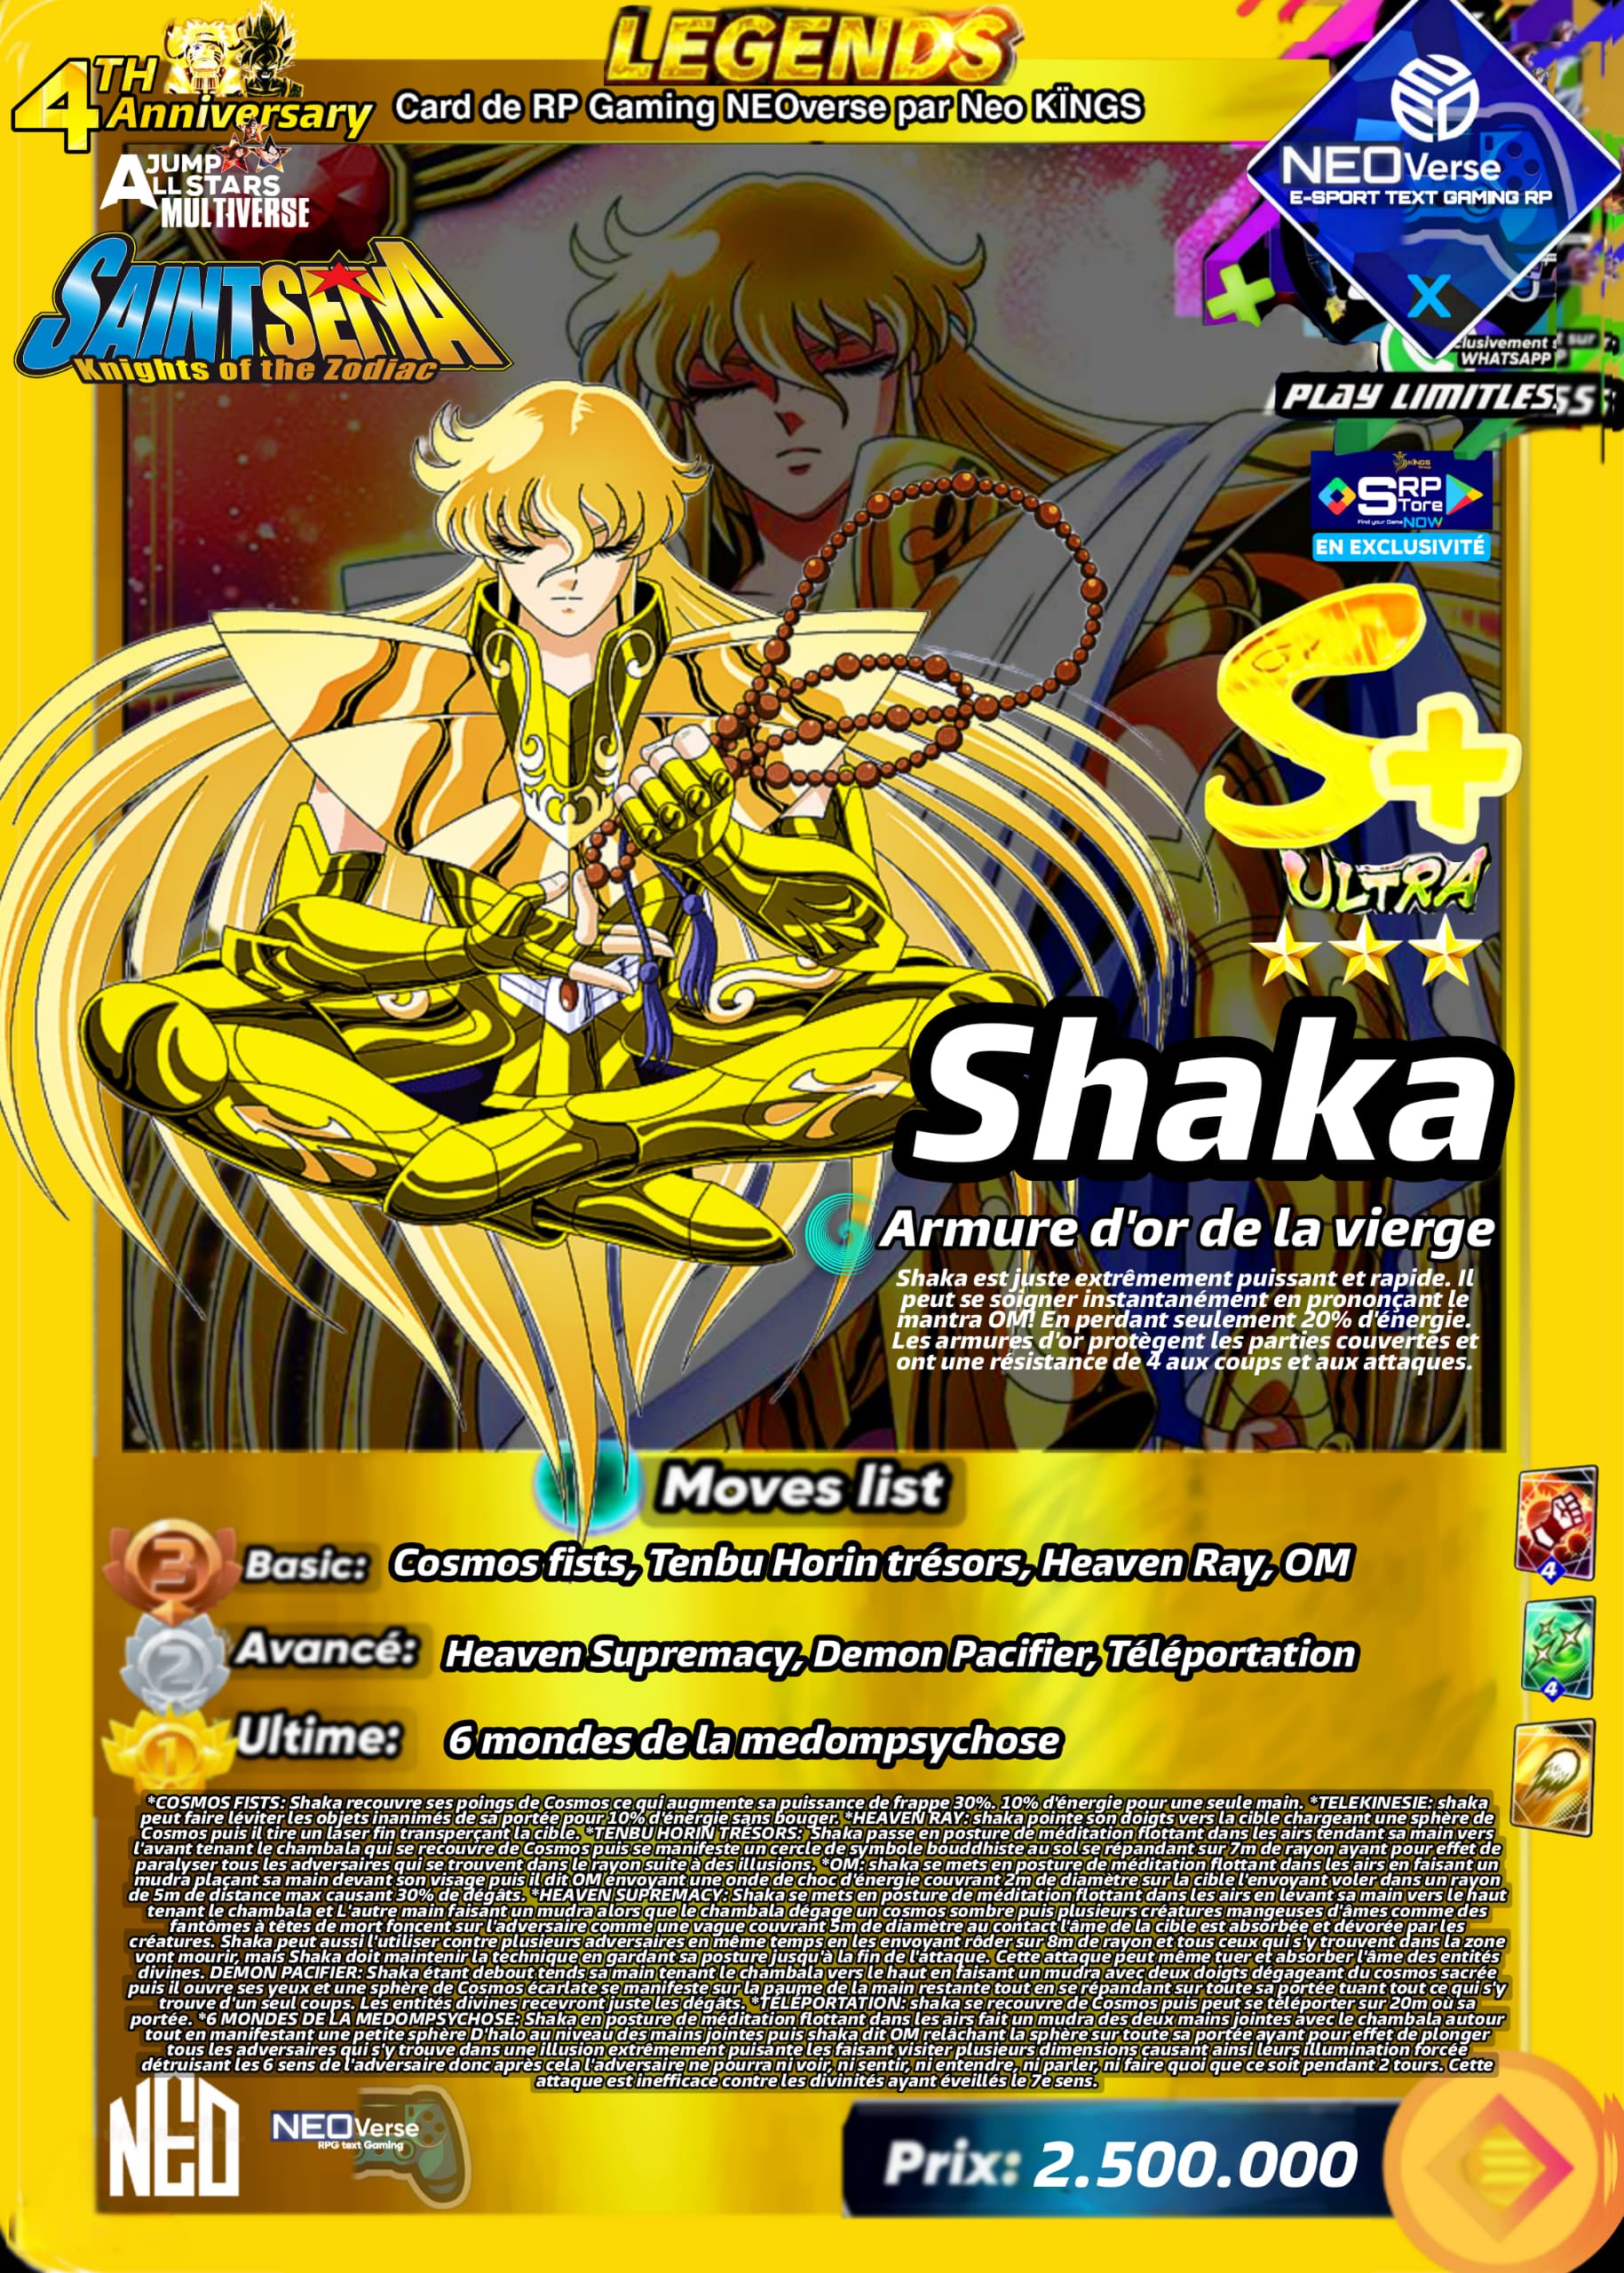 LEGENDS
4TH
Anniversary
Card de RP Gaming NEOverse par Neo KÏNGS
JUMP
ALL STARS
MULTIVERSE
SAINT SEIYA
Knights of the Zodiac
NEOVerse
E-SPORT TEXT GAMING RP
X
WHATSAPP
PLAY LIMITLESS
SRP
Tore
Find your Game NOW
EN EXCLUSIVITÉ
S+
ULTRA
Shaka
Armure d'or de la vierge
Shaka est juste extrêmement puissant et rapide. Il
peut se soigner instantanément en prononçant le
mantra OM! En perdant seulement 20% d'énergie.
Les armures d'or protègent les parties couvertes et
ont une résistance de 4 aux coups et aux attaques.
Moves list
3 Basic: Cosmos fists, Tenbu Horin trésors, Heaven Ray, OM
4
2 Avancé: Heaven Supremacy, Demon Pacifier, Téléportation
4
1 Ultime: 6 mondes de la medompsychose
*COSMOS FISTS: Shaka recouvre ses poings de Cosmos ce qui augmente sa puissance de frappe 30%. 10% d'énergie pour une seule main. *TELEKINESIE: shaka
peut faire léviter les objets inanimés de sa portée pour 10% d'énergie sans bouger. *HEAVEN RAY: shaka pointe son doigts vers la cible chargeant une sphère de
Cosmos puis il tire un laser fin transperçant la cible. *TENBU HORIN TRÉSORS: Shaka passe en posture de méditation flottant dans les airs tendant sa main vers
l'avant tenant le chambala qui se recouvre de Cosmos puis se manifeste un cercle de symbole bouddhiste au sol se répandant sur 7m de rayon ayant pour effet de
paralyser tous les adversaires qui se trouvent dans le rayon suite à des illusions. *OM: shaka se mets en posture de méditation flottant dans les airs en faisant un
mudra plaçant sa main devant son visage puis il dit OM envoyant une onde de choc d'énergie couvrant 2m de diamètre sur la cible l'envoyant voler dans un rayon
de 5m de distance max causant 30% de dégâts. *HEAVEN SUPREMACY: Shaka se mets en posture de méditation flottant dans les airs en levant sa main vers le haut
tenant le chambala et L'autre main faisant un mudra alors que le chambala dégage un cosmos sombre puis plusieurs créatures mangeuses d'âmes comme des
fantômes à têtes de mort foncent sur l'adversaire comme une vague couvrant 5m de diamètre au contact l'âme de la cible est absorbée et dévorée par les
créatures. Shaka peut aussi l'utiliser contre plusieurs adversaires en même temps en les envoyant rôder sur 8m de rayon et tous ceux qui s'y trouvent dans la zone
vont mourir, mais Shaka doit maintenir la technique en gardant sa posture jusqu'à la fin de l'attaque. Cette attaque peut même tuer et absorber l'âme des entités
divines. DEMON PACIFIER: Shaka étant debout tends sa main tenant le chambala vers le haut en faisant un mudra avec deux doigts dégageant du cosmos sacrée
puis il ouvre ses yeux et une sphère de Cosmos écarlate se manifeste sur la paume de la main restante tout en se répandant sur toute sa portée tuant tout ce qui s'y
trouve d'un seul coups. Les entités divines recevront juste les dégâts. *TÉLÉPORTATION: shaka se recouvre de Cosmos puis peut se téléporter sur 20m où sa
portée. *6 MONDES DE LA MEDOMPSYCHOSE: Shaka en posture de méditation flottant dans les airs fait un mudra des deux mains jointes avec le chambala autour
tout en manifestant une petite sphère D'halo au niveau des mains jointes puis shaka dit OM relâchant la sphère sur toute sa portée ayant pour effet de plonger
tous les adversaires qui s'y trouve dans une illusion extrêmement puisante les faisant visiter plusieurs dimensions causant ainsi leurs illumination forcée
détruisant les 6 sens de l'adversaire donc après cela l'adversaire ne pourra ni voir, ni sentir, ni entendre, ni parler, ni faire quoi que ce soit pendant 2 tours. Cette
attaque est inefficace contre les divinités ayant éveillés le 7e sens.
NEO
NEOVerse
RPG text Gaming
Prix: 2.500.000